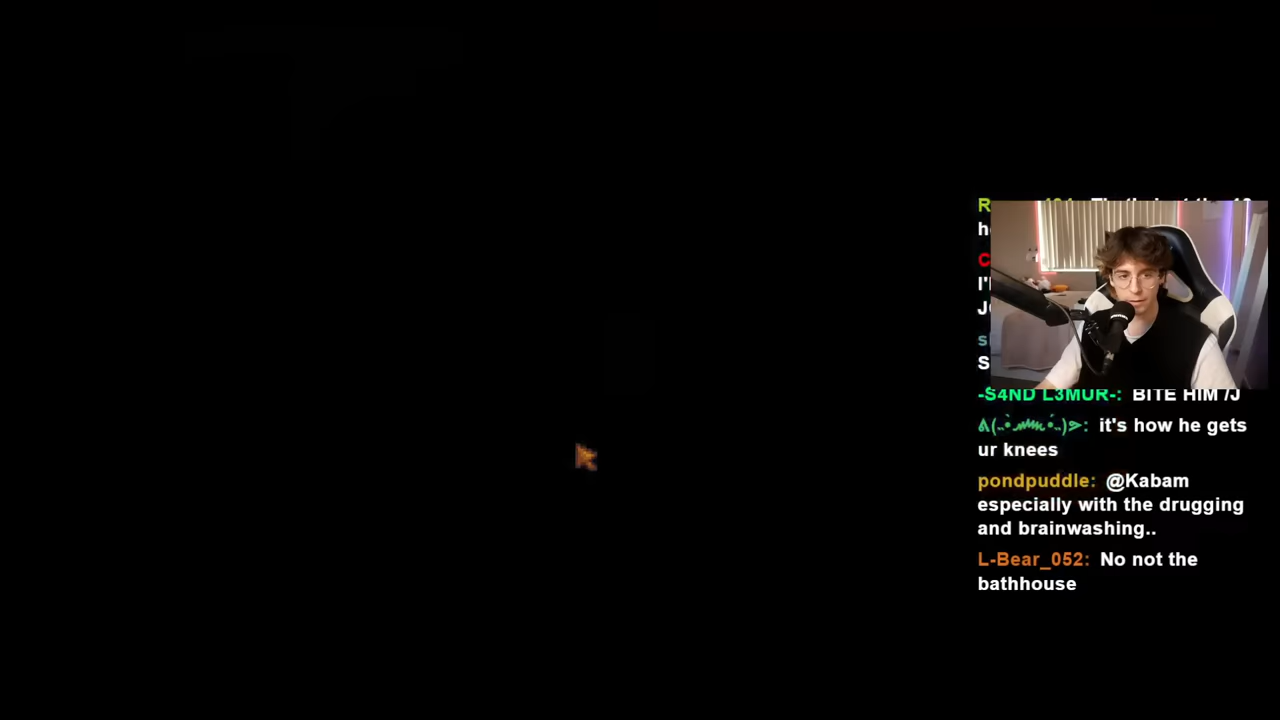 -S4ND L3MUR-: BITE HIM /J
it's how he gets
ur knees
pondpuddle: @Kabam
especially with the drugging
and brainwashing..
L-Bear_052: No not the
bathhouse